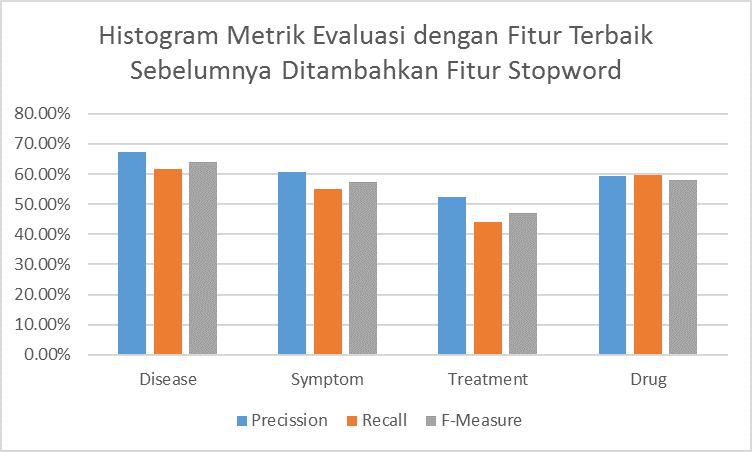 Histogram Metrik Evaluasi dengan Fitur Terbaik
Sebelumnya Ditambahkan Fitur Stopword
80.00%
70.00%
60.00%
50.00%
40.00%
30.00%
20.00%
10.00%
0.00%
Disease Symptom Treatment Drug
Precission Recall F-Measure